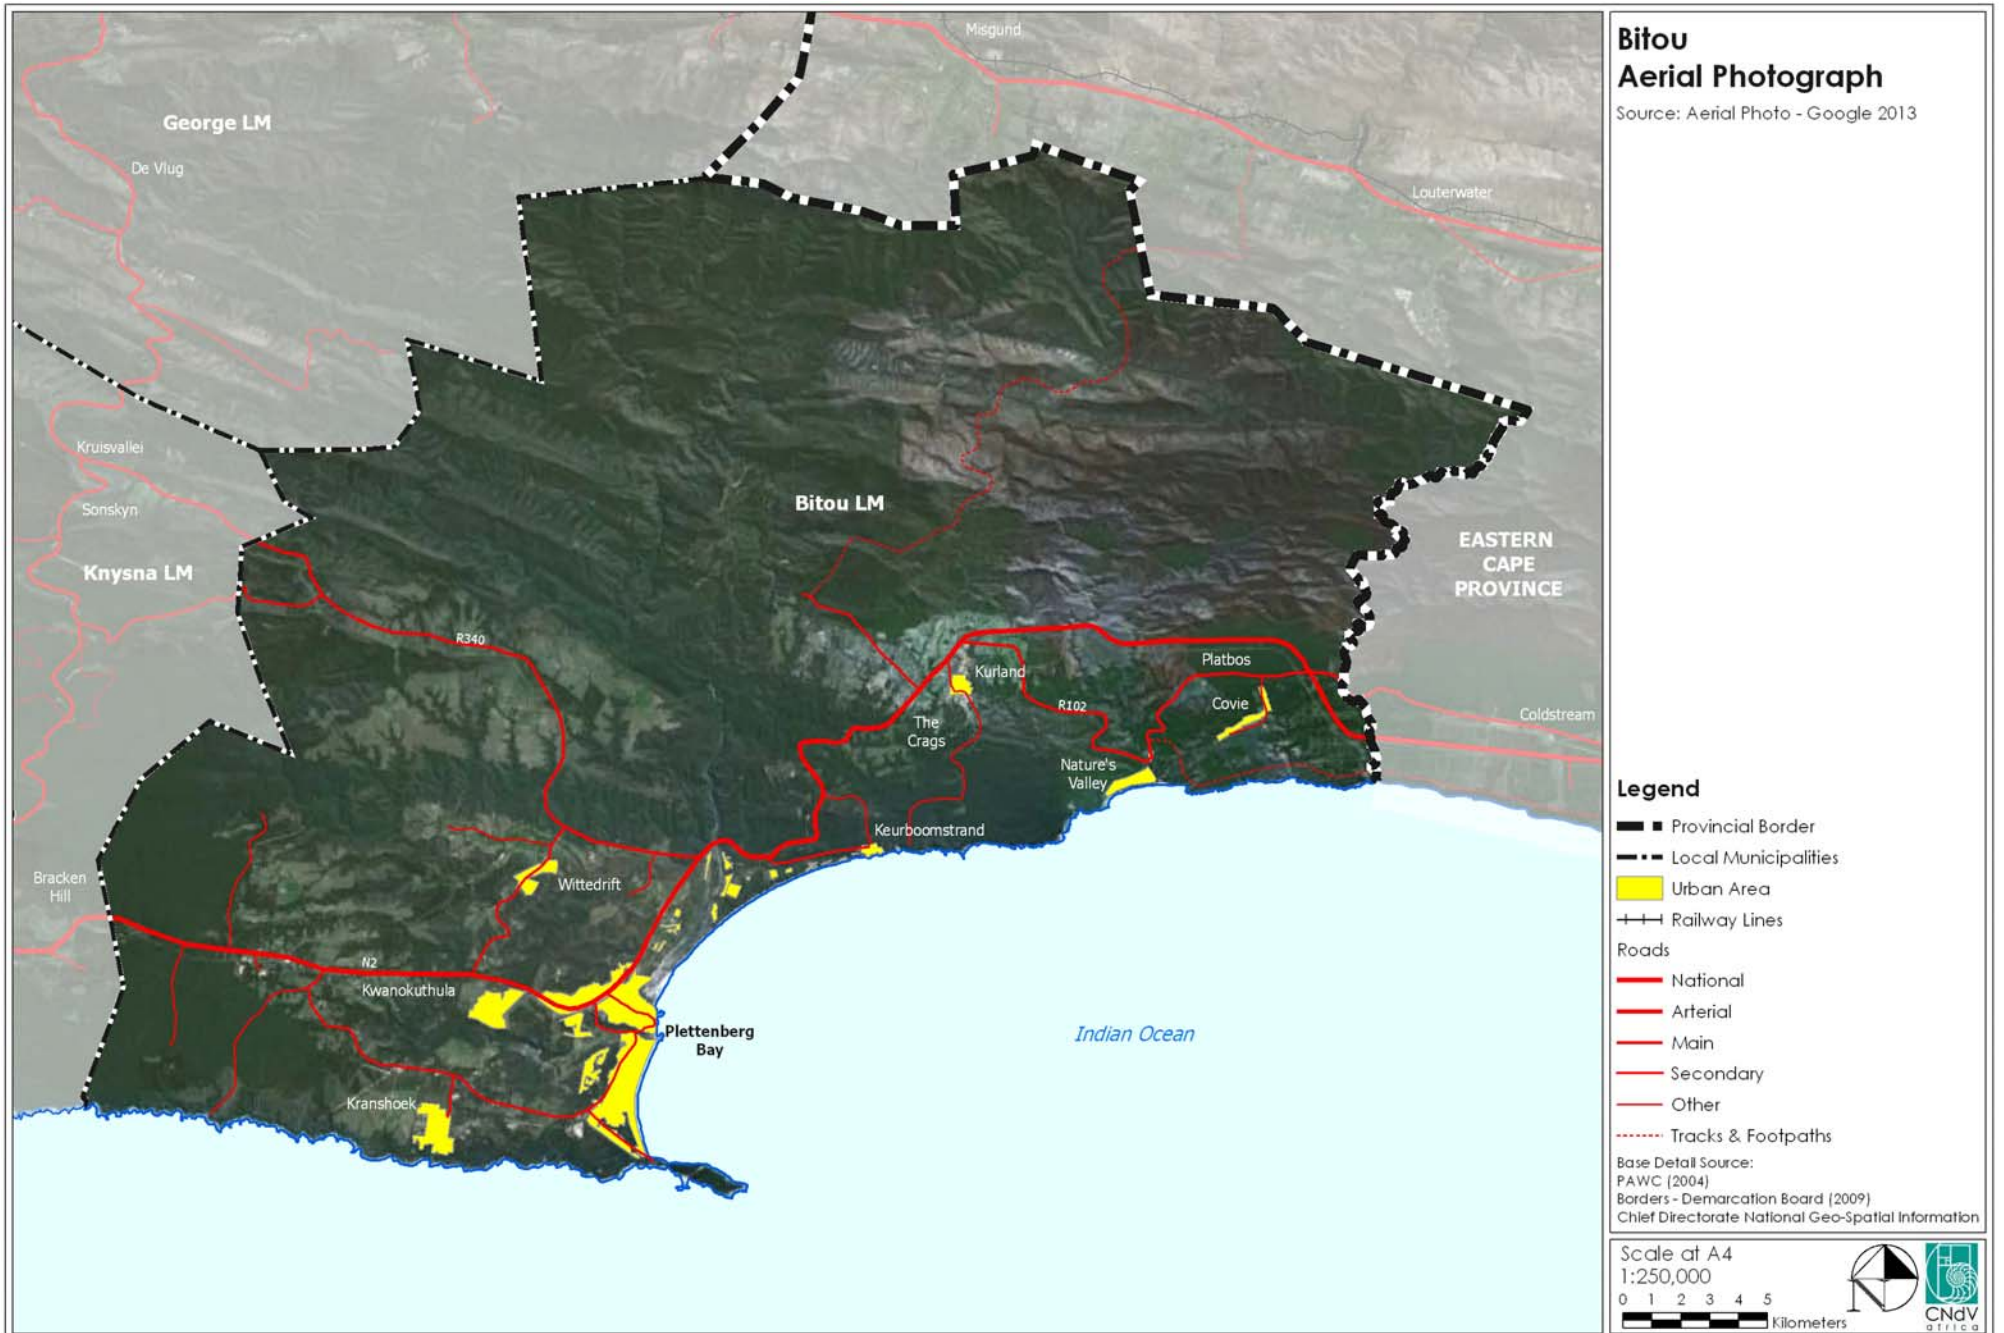 Bitou
Aerial Photograph
Source: Aerial Photo - Google 2013
Misgund
George LM
De Vlug
Louterwater
Kruisvallei
Sonskyn
Knysna LM
Bitou LM
EASTERN
CAPE
PROVINCE
R340
Kurland
Platbos
R102
Covie
The
Crags
Coldstream
Nature's
Valley
Keurboomstrand
Bracken
Hill
Wittedrift
N2
Kwanokuthula
Plettenberg
Bay
Indian Ocean
Kranshoek
Legend
Provincial Border
Local Municipalities
Urban Area
Railway Lines
Roads
National
Arterial
Main
Secondary
Other
Tracks & Footpaths
Base Detail Source:
PAWC (2004)
Borders - Demarcation Board (2009)
Chief Directorate National Geo-Spatial Information
Scale at A4
1:250,000
0 1 2 3 4 5
Kilometers
N
CNdV
africa